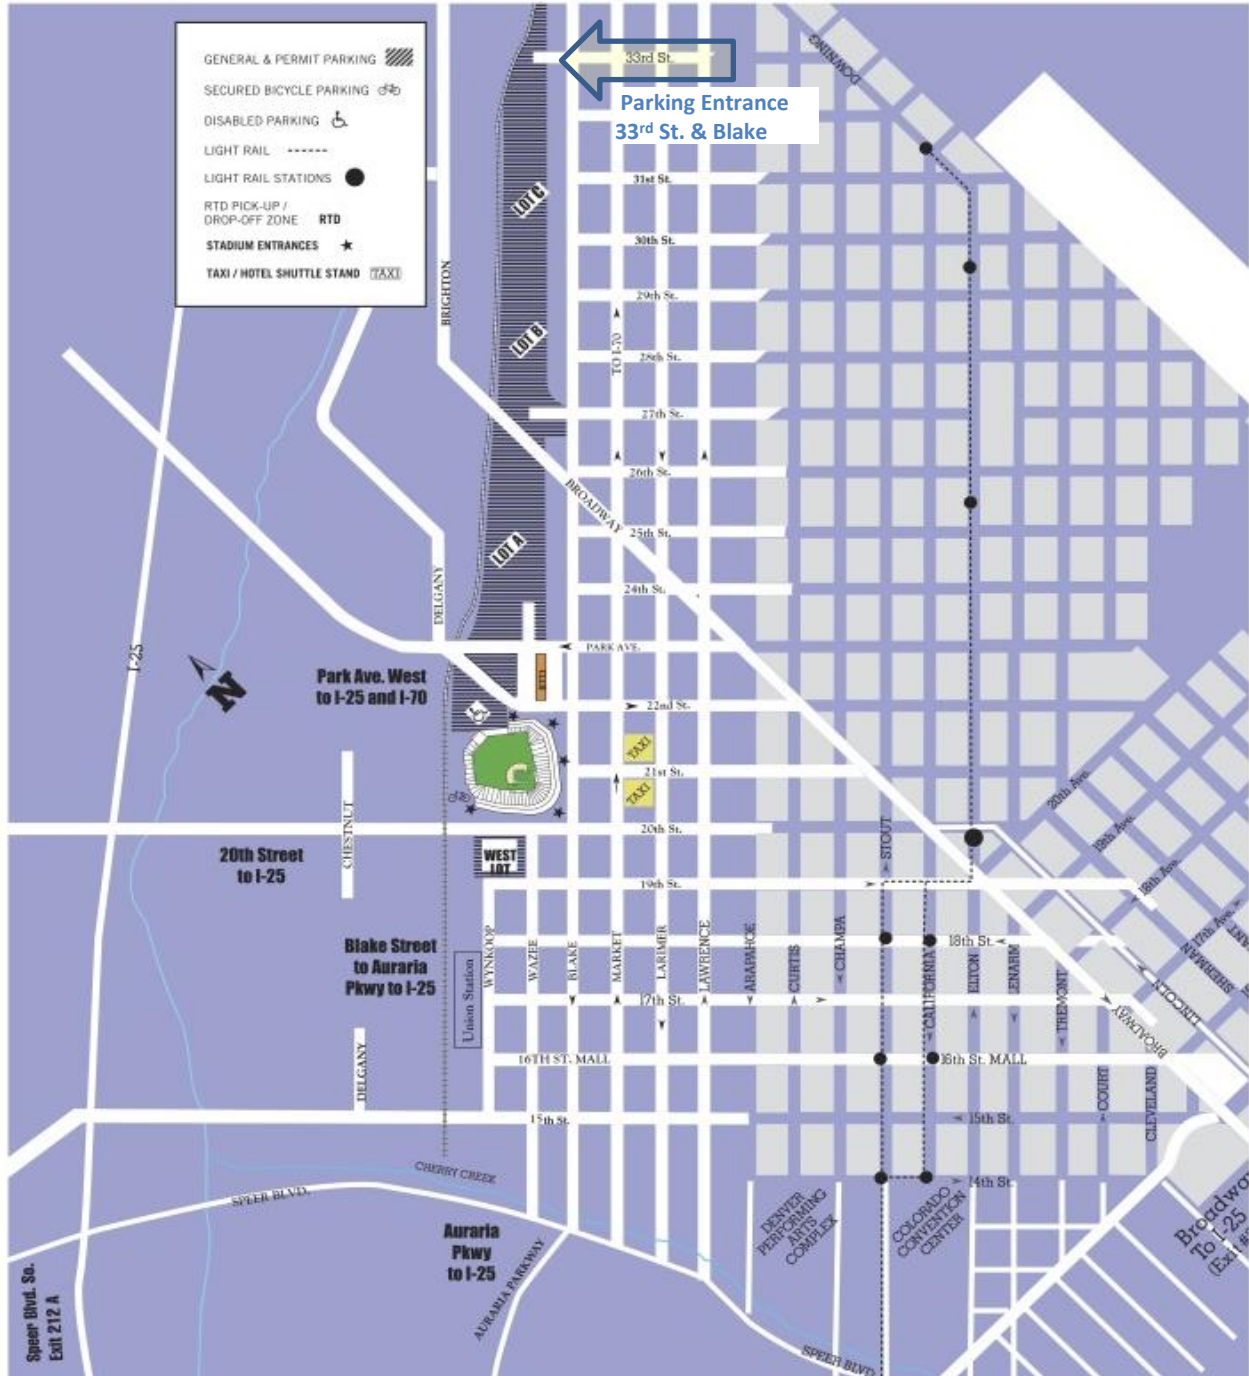 GENERAL & PERMIT PARKING
SECURED BICYCLE PARKING
DISABLED PARKING
LIGHT RAIL
LIGHT RAIL STATIONS
RTD PICK-UP /
DROP-OFF ZONE RTD
STADIUM ENTRANCES
TAXI / HOTEL SHUTTLE STAND TAXI
33rd St.
Parking Entrance
33rd St. & Blake
DOWNING
31st St.
LOT C
30th St.
BRIGHTON
29th St.
LOT B
TO I-70
28th St.
27th St.
26th St.
BROADWAY
25th St.
LOT A
24th St.
DELGANY
PARK AVE.
I-25
N
Park Ave. West
to I-25 and I-70
22nd St.
TAXI
21st St.
TAXI
20th Ave.
CHESTNUT
20th St.
19th Ave.
20th Street
to I-25
WEST
LOT
STOUT
18th Ave.
19th St.
17th Ave.
Blake Street
to Auraria
Pkwy to I-25
Union Station
WYNKOOP
WAZEE
BLAKE
MARKET
LARIMER
LAWRENCE
ARAPAHOE
CURTIS
CHAMPA
CALIFORNIA
ELTON
LENARM
TREMONT
18th St.
LINCOLN
SHERMAN
17th St.
BROADWAY
DELGANY
16TH ST. MALL
16th St. MALL
COURT
CLEVELAND
15th St.
15th St.
CHERRY CREEK
14th St.
SPEER BLVD.
DENVER
PERFORMING
ARTS
COMPLEX
COLORADO
CONVENTION
CENTER
Broadway
To I-25
(Exit #
Auraria
Pkwy
to I-25
AURARIA PARKWAY
Speer Blvd. So.
Exit 212 A
SPEER BLVD